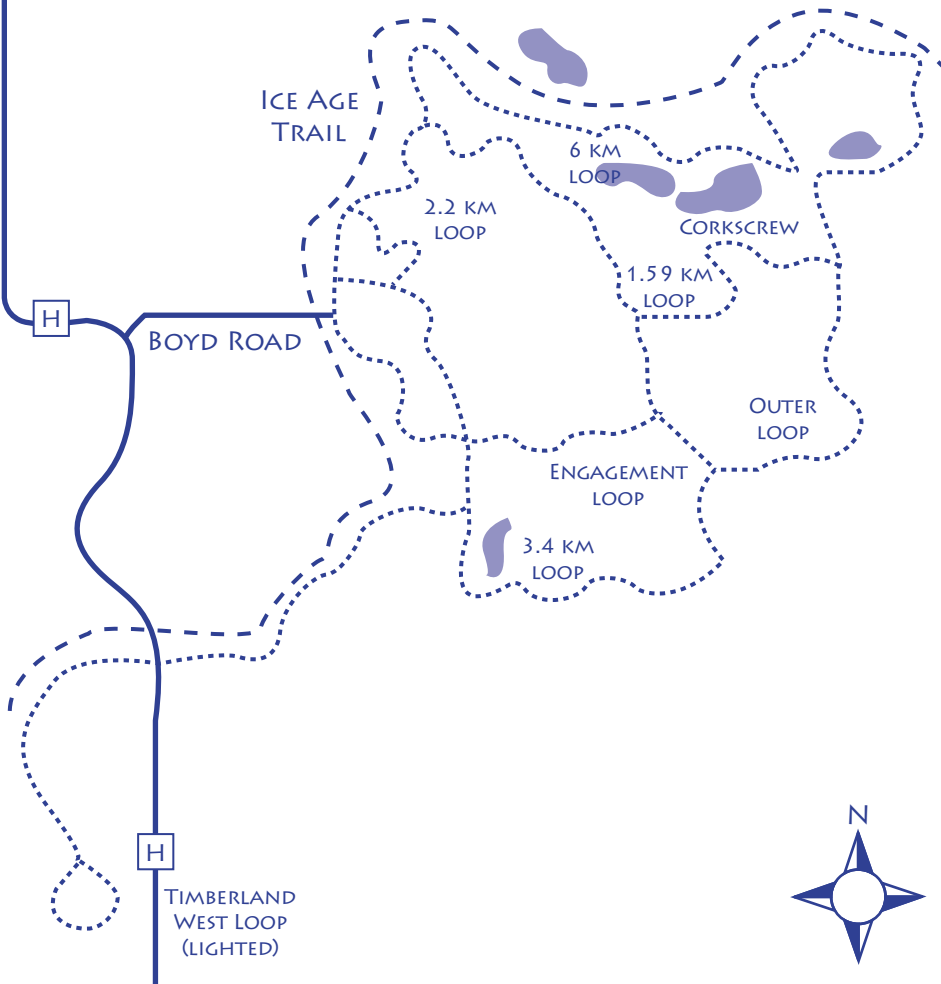 Ice Age
Trail
6 km
Loop
2.2 km
Loop
Corkscrew
1.59 km
Loop
H
Boyd Road
Outer
Loop
Engagement
Loop
3.4 km
Loop
N
H
Timberland
West Loop
(lighted)